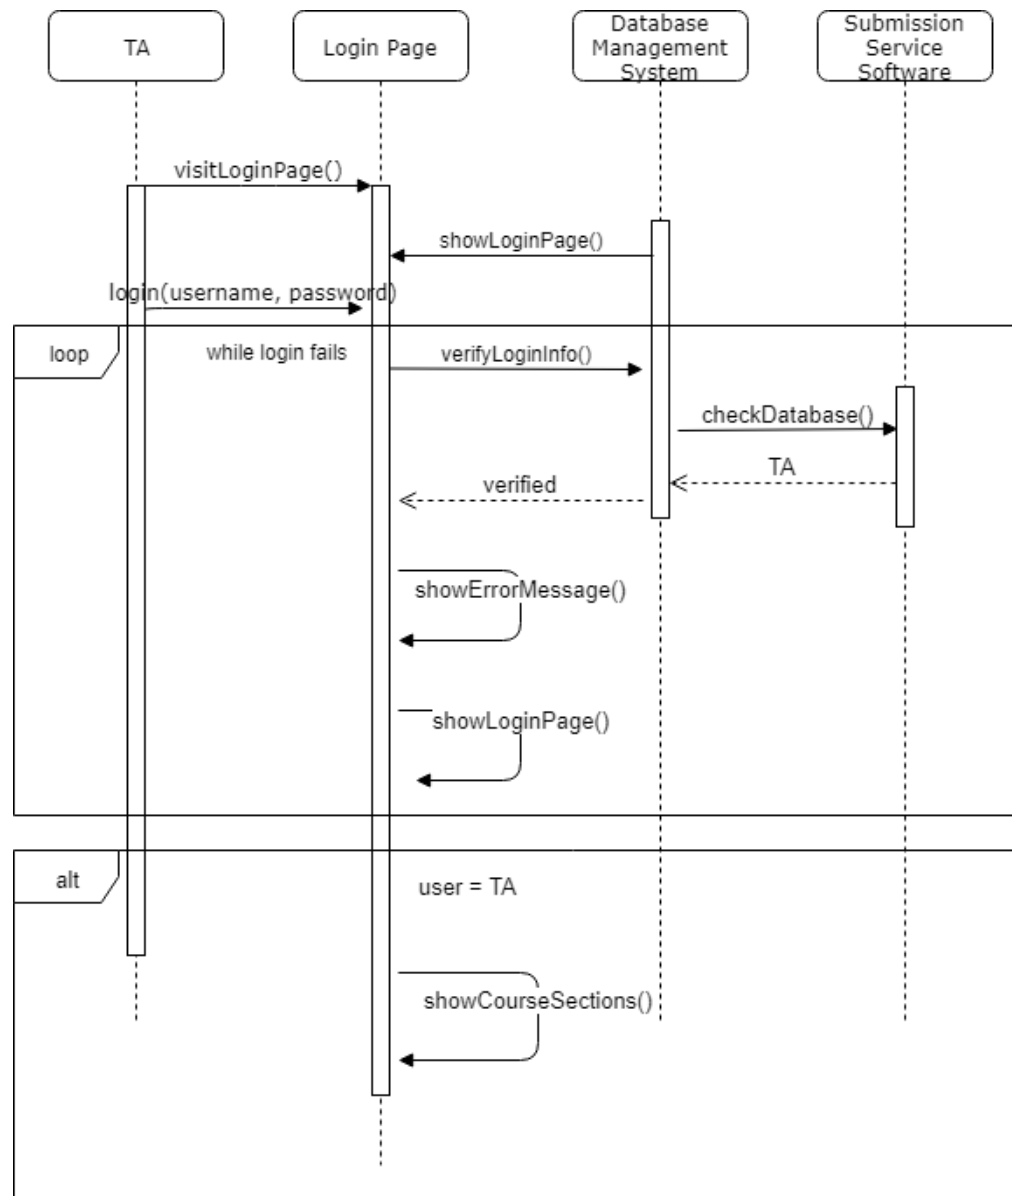 TA
Login Page
Database
Management
System
Submission
Service
Software
visitLoginPage()
showLoginPage()
login(username, password)
loop
while login fails
verifyLoginInfo()
checkDatabase()
TA
verified
showErrorMessage()
showLoginPage()
alt
user = TA
showCourseSections()